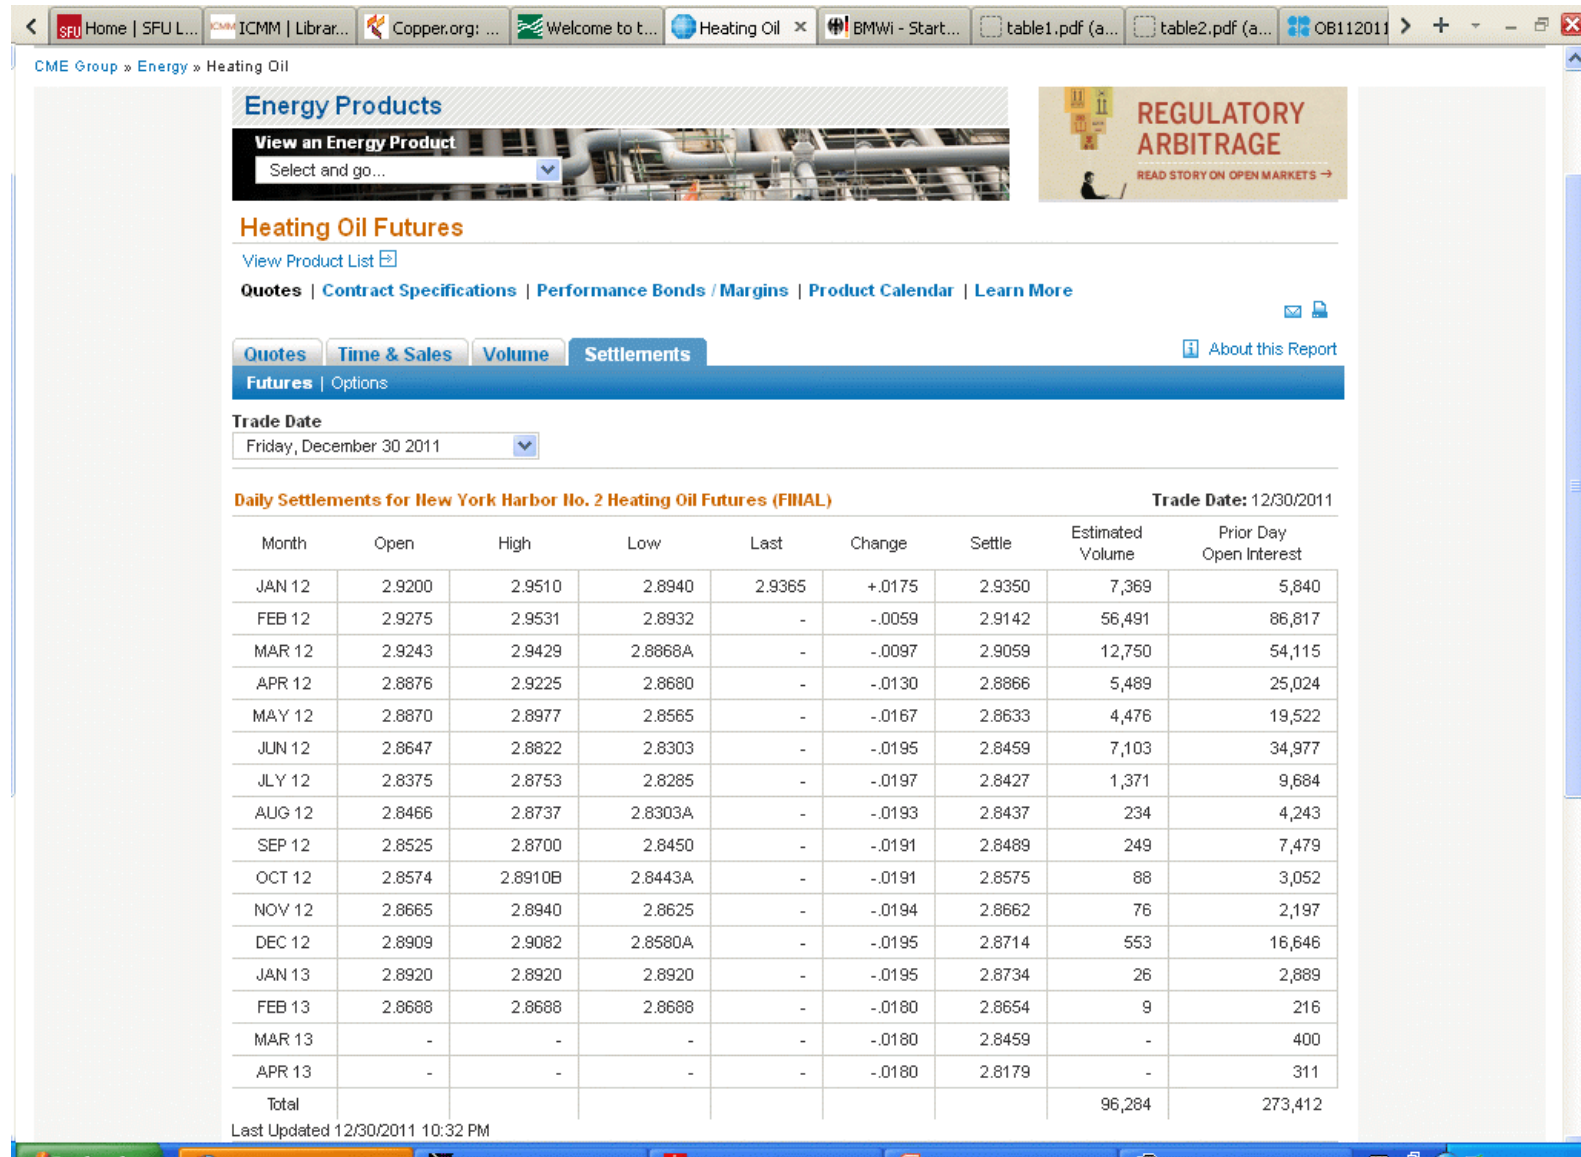 Home | SFU L... ICMM | Librar... Copper.org: ... Welcome to t... Heating Oil BMWi - Start... table1.pdf (a... table2.pdf (a... OB112011
CME Group » Energy » Heating Oil
Energy Products
View an Energy Product
Select and go...
REGULATORY
ARBITRAGE
READ STORY ON OPEN MARKETS →
Heating Oil Futures
View Product List
Quotes | Contract Specifications | Performance Bonds / Margins | Product Calendar | Learn More
Quotes Time & Sales Volume Settlements About this Report
Futures | Options
Trade Date
Friday, December 30 2011
Daily Settlements for New York Harbor No. 2 Heating Oil Futures (FINAL) Trade Date: 12/30/2011
Month Open High Low Last Change Settle Estimated Volume Prior Day Open Interest
JAN 12 2.9200 2.9510 2.8940 2.9365 +.0175 2.9350 7,369 5,840
FEB 12 2.9275 2.9531 2.8932 - -.0059 2.9142 56,491 86,817
MAR 12 2.9243 2.9429 2.8868A - -.0097 2.9059 12,750 54,115
APR 12 2.8876 2.9225 2.8680 - -.0130 2.8866 5,489 25,024
MAY 12 2.8870 2.8977 2.8565 - -.0167 2.8633 4,476 19,522
JUN 12 2.8647 2.8822 2.8303 - -.0195 2.8459 7,103 34,977
JLY 12 2.8375 2.8753 2.8285 - -.0197 2.8427 1,371 9,684
AUG 12 2.8466 2.8737 2.8303A - -.0193 2.8437 234 4,243
SEP 12 2.8525 2.8700 2.8450 - -.0191 2.8489 249 7,479
OCT 12 2.8574 2.8910B 2.8443A - -.0191 2.8575 88 3,052
NOV 12 2.8665 2.8940 2.8625 - -.0194 2.8662 76 2,197
DEC 12 2.8909 2.9082 2.8580A - -.0195 2.8714 553 16,646
JAN 13 2.8920 2.8920 2.8920 - -.0195 2.8734 26 2,889
FEB 13 2.8688 2.8688 2.8688 - -.0180 2.8654 9 216
MAR 13 - - - - -.0180 2.8459 - 400
APR 13 - - - - -.0180 2.8179 - 311
Total 96,284 273,412
Last Updated 12/30/2011 10:32 PM